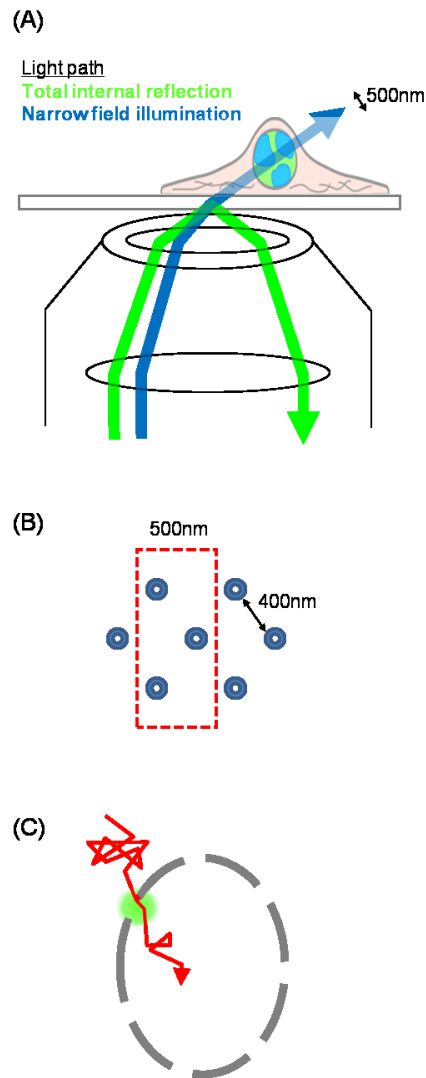 (A)
Light path
Total internal reflection
Narrowfield illumination
500nm
(B)
500nm
400nm
(C)